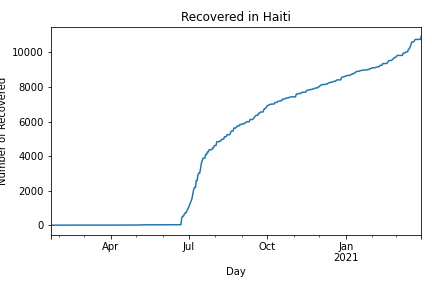 Recovered in Haiti
Number of Recovered
10000
8000
6000
4000
2000
0
Apr
Jul
Oct
Jan
2021
Day